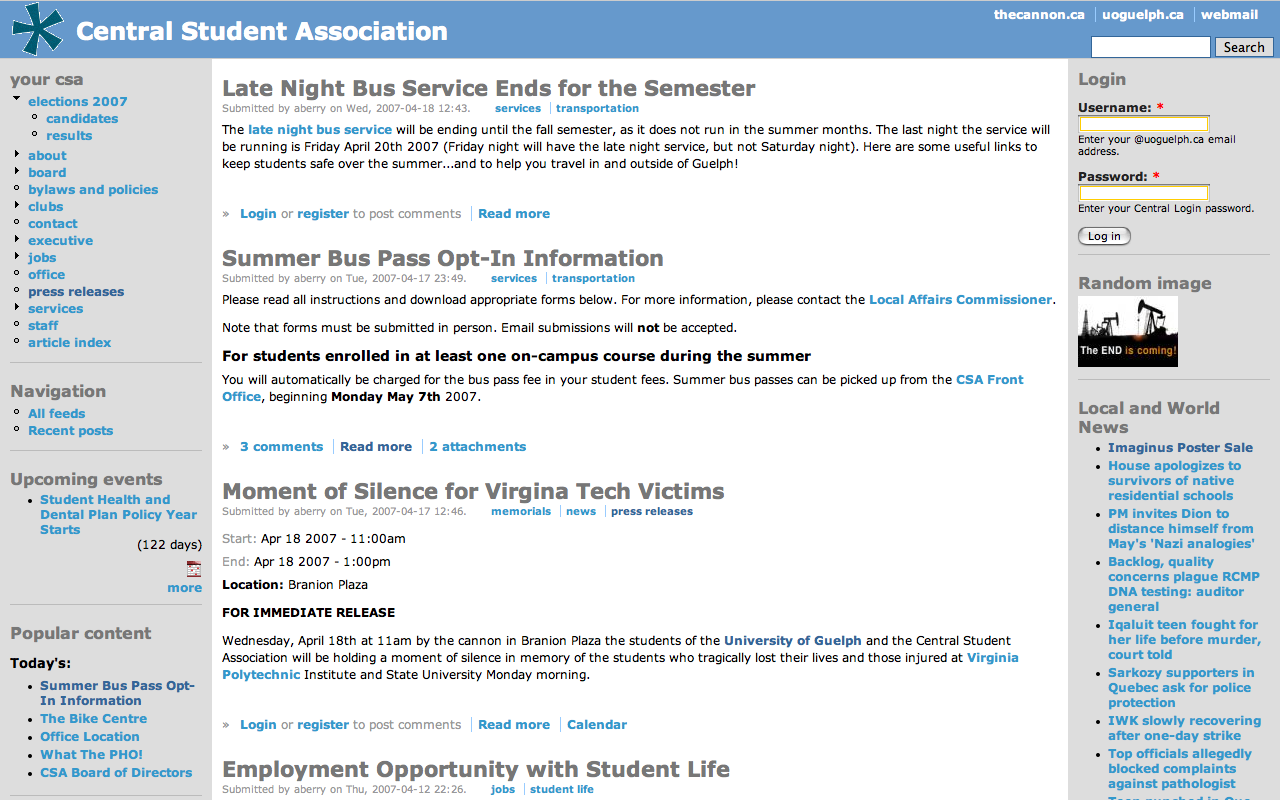 Central Student Association
thecannon.ca
uoguelph.ca
webmail
Search
your csa
elections 2007
candidates
results
about
board
bylaws and policies
clubs
contact
executive
jobs
office
press releases
services
staff
article index
Navigation
All feeds
Recent posts
Upcoming events
Student Health and
Dental Plan Policy Year
Starts
(122 days)
more
Popular content
Today's:
Summer Bus Pass Opt-
In Information
The Bike Centre
Office Location
What The PHO!
CSA Board of Directors
Late Night Bus Service Ends for the Semester
Submitted by aberry on Wed, 2007-04-18 12:43. services transportation
The late night bus service will be ending until the fall semester, as it does not run in the summer months. The last night the service will
be running is Friday April 20th 2007 (Friday night will have the late night service, but not Saturday night). Here are some useful links to
keep students safe over the summer...and to help you travel in and outside of Guelph!
» Login or register to post comments Read more
Summer Bus Pass Opt-In Information
Submitted by aberry on Tue, 2007-04-17 23:49. services transportation
Please read all instructions and download appropriate forms below. For more information, please contact the Local Affairs Commissioner.
Note that forms must be submitted in person. Email submissions will not be accepted.
For students enrolled in at least one on-campus course during the summer
You will automatically be charged for the bus pass fee in your student fees. Summer bus passes can be picked up from the CSA Front
Office, beginning Monday May 7th 2007.
» 3 comments Read more 2 attachments
Moment of Silence for Virgina Tech Victims
Submitted by aberry on Tue, 2007-04-17 12:46. memorials news press releases
Start: Apr 18 2007 - 11:00am
End: Apr 18 2007 - 1:00pm
Location: Branion Plaza
FOR IMMEDIATE RELEASE
Wednesday, April 18th at 11am by the cannon in Branion Plaza the students of the University of Guelph and the Central Student
Association will be holding a moment of silence in memory of the students who tragically lost their lives and those injured at Virginia
Polytechnic Institute and State University Monday morning.
» Login or register to post comments Read more Calendar
Employment Opportunity with Student Life
Submitted by aberry on Thu, 2007-04-12 22:26. jobs student life
Login
Username: *
Enter your @uoguelph.ca email
address.
Password: *
Enter your Central Login password.
Log in
Random image
The END is coming!
Local and World
News
Imaginus Poster Sale
House apologizes to
survivors of native
residential schools
PM invites Dion to
distance himself from
May's 'Nazi analogies'
Backlog, quality
concerns plague RCMP
DNA testing: auditor
general
Iqaluit teen fought for
her life before murder,
court told
Sarkozy supporters in
Quebec ask for police
protection
IWK slowly recovering
after one-day strike
Top officials allegedly
blocked complaints
against pathologist